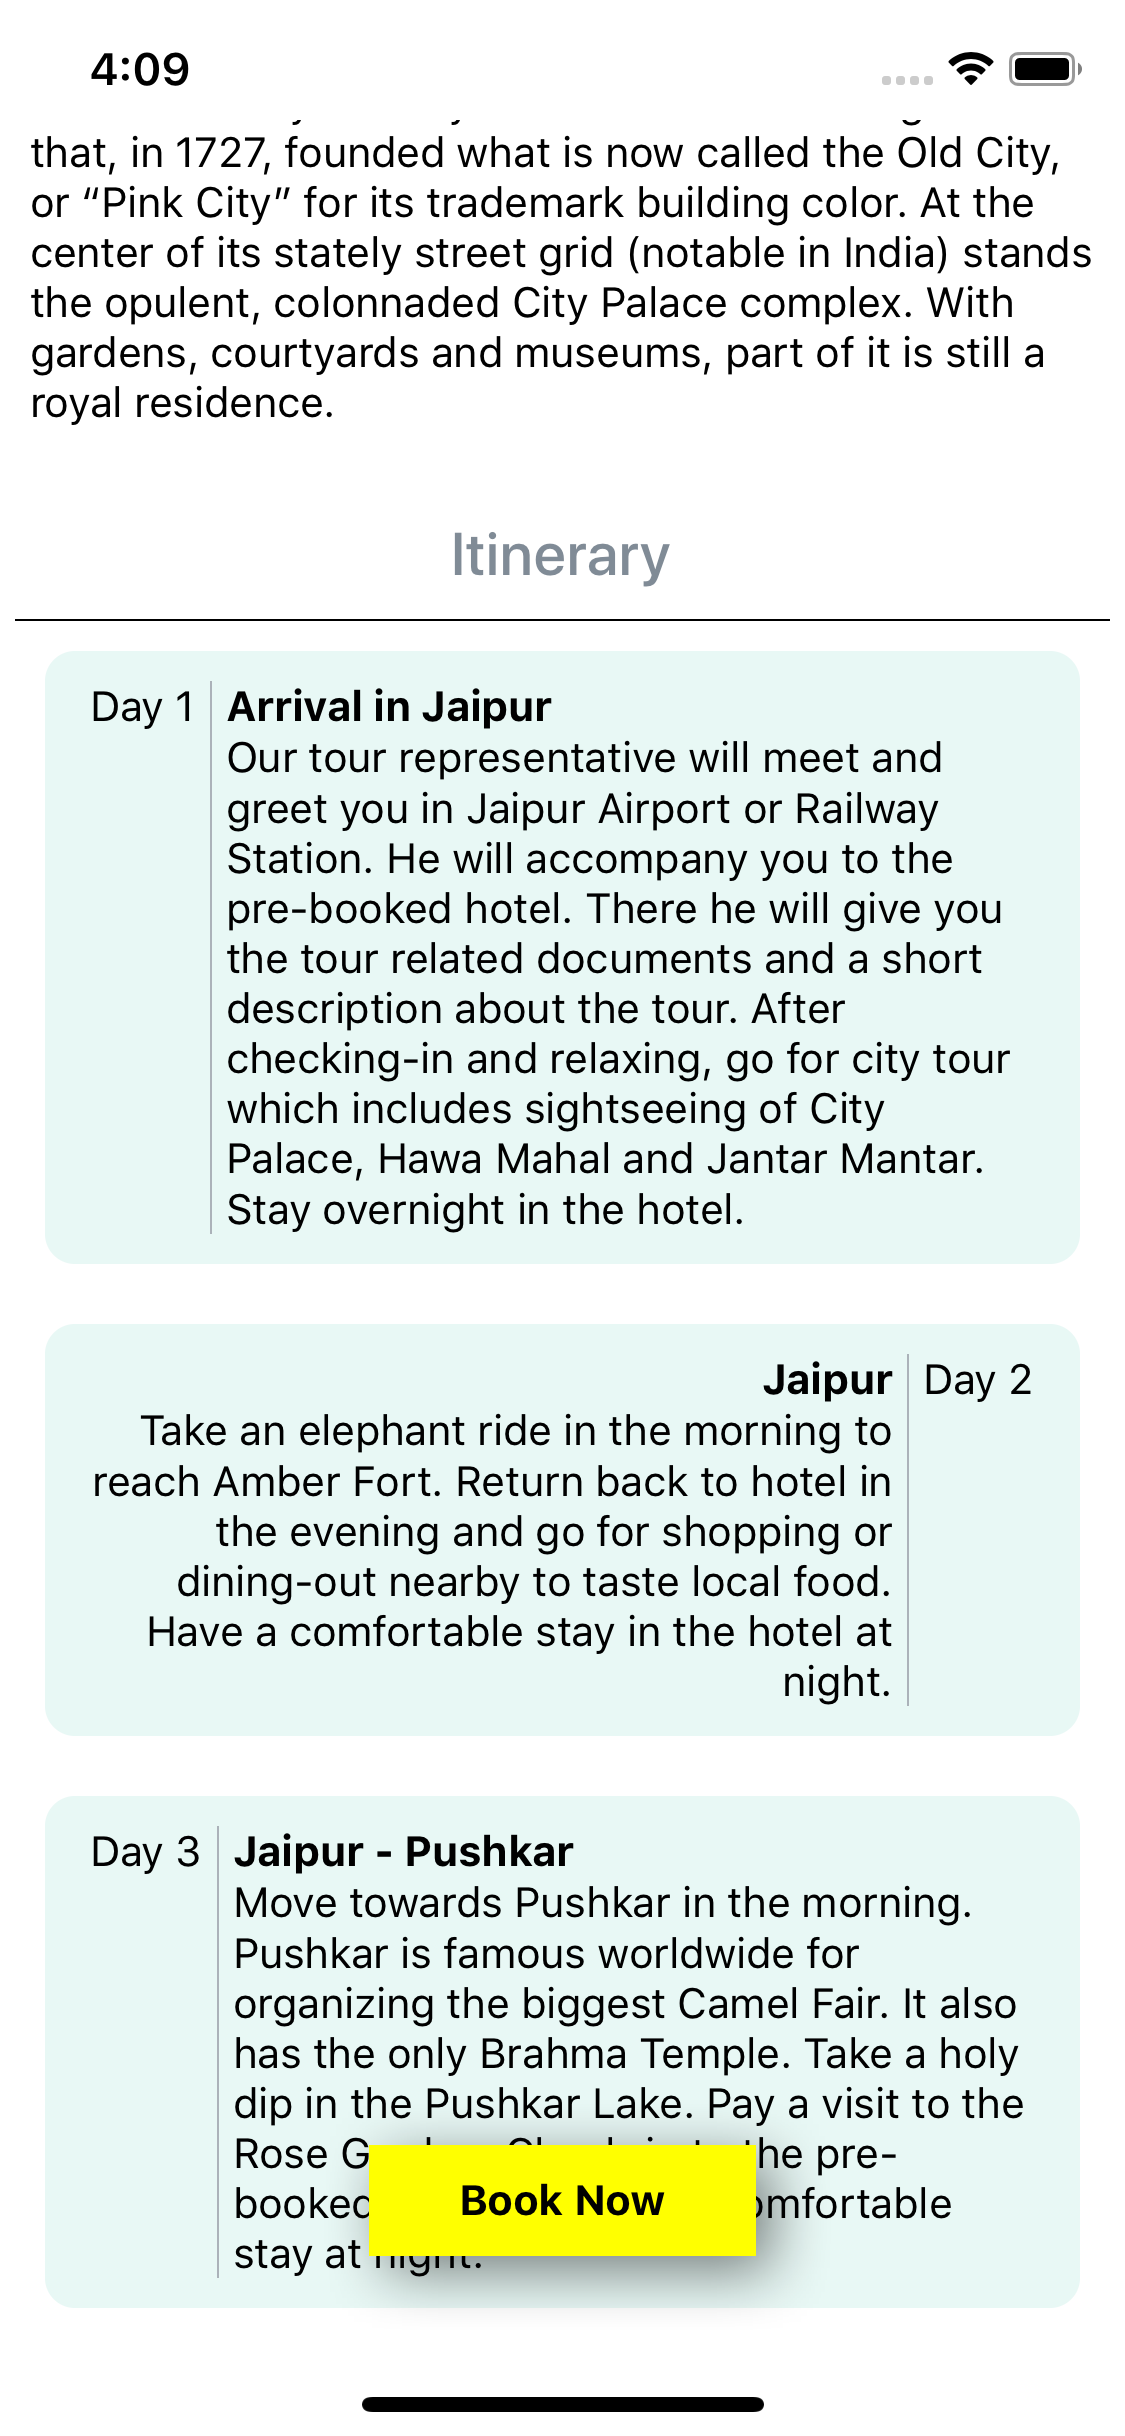 4:09
that, in 1727, founded what is now called the Old City,
or “Pink City” for its trademark building color. At the
center of its stately street grid (notable in India) stands
the opulent, colonnaded City Palace complex. With
gardens, courtyards and museums, part of it is still a
royal residence.
Itinerary
Day 1
Arrival in Jaipur
Our tour representative will meet and
greet you in Jaipur Airport or Railway
Station. He will accompany you to the
pre-booked hotel. There he will give you
the tour related documents and a short
description about the tour. After
checking-in and relaxing, go for city tour
which includes sightseeing of City
Palace, Hawa Mahal and Jantar Mantar.
Stay overnight in the hotel.
Jaipur
Day 2
Take an elephant ride in the morning to
reach Amber Fort. Return back to hotel in
the evening and go for shopping or
dining-out nearby to taste local food.
Have a comfortable stay in the hotel at
night.
Day 3
Jaipur - Pushkar
Move towards Pushkar in the morning.
Pushkar is famous worldwide for
organizing the biggest Camel Fair. It also
has the only Brahma Temple. Take a holy
dip in the Pushkar Lake. Pay a visit to the
Rose the pre-
booked comfortable
stay at night.
Book Now